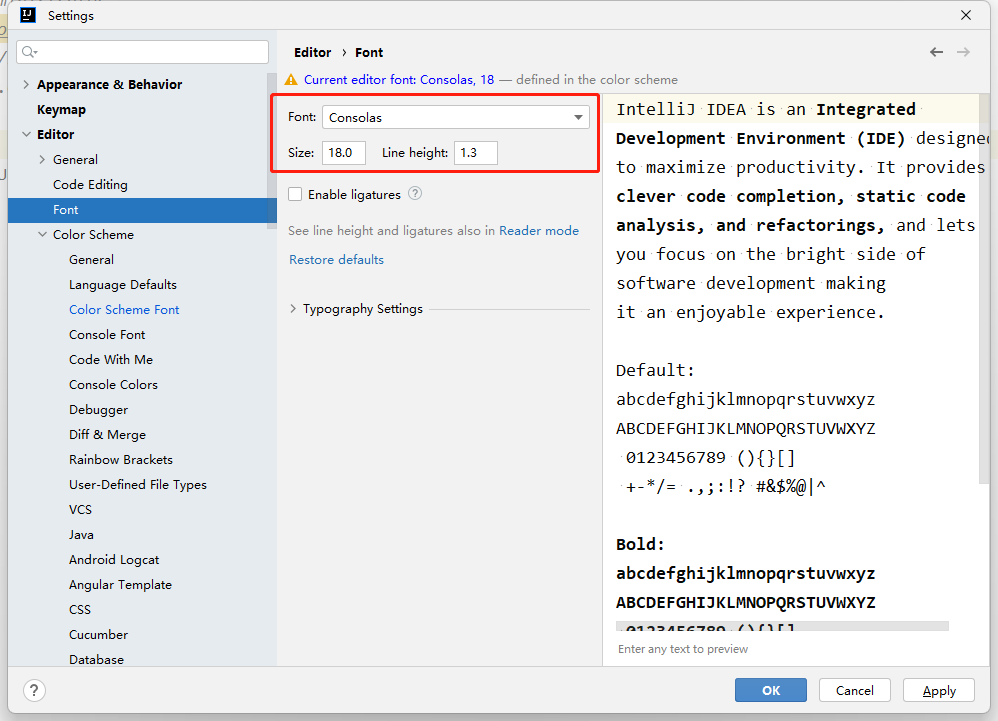 IJ Settings
Appearance & Behavior
Keymap
Editor
General
Code Editing
Font
Color Scheme
General
Language Defaults
Color Scheme Font
Console Font
Code With Me
Console Colors
Debugger
Diff & Merge
Rainbow Brackets
User-Defined File Types
VCS
Java
Android Logcat
Angular Template
CSS
Cucumber
Database
Editor › Font
Current editor font: Consolas, 18 — defined in the color scheme
Font: Consolas
Size: 18.0 Line height: 1.3
Enable ligatures ?
See line height and ligatures also in Reader mode
Restore defaults
Typography Settings
IntelliJ IDEA is an Integrated
Development Environment (IDE) designed
to maximize productivity. It provides
clever code completion, static code
analysis, and refactorings, and lets
you focus on the bright side of
software development making
it an enjoyable experience.
Default:
abcdefghijklmnopqrstuvwxyz
ABCDEFGHIJKLMNOPQRSTUVWXYZ
0123456789 (){}[]
+-*/= .,;:!? #&$%@|^
Bold:
abcdefghijklmnopqrstuvwxyz
ABCDEFGHIJKLMNOPQRSTUVWXYZ
0123456789 (){}[]
Enter any text to preview
? OK Cancel Apply